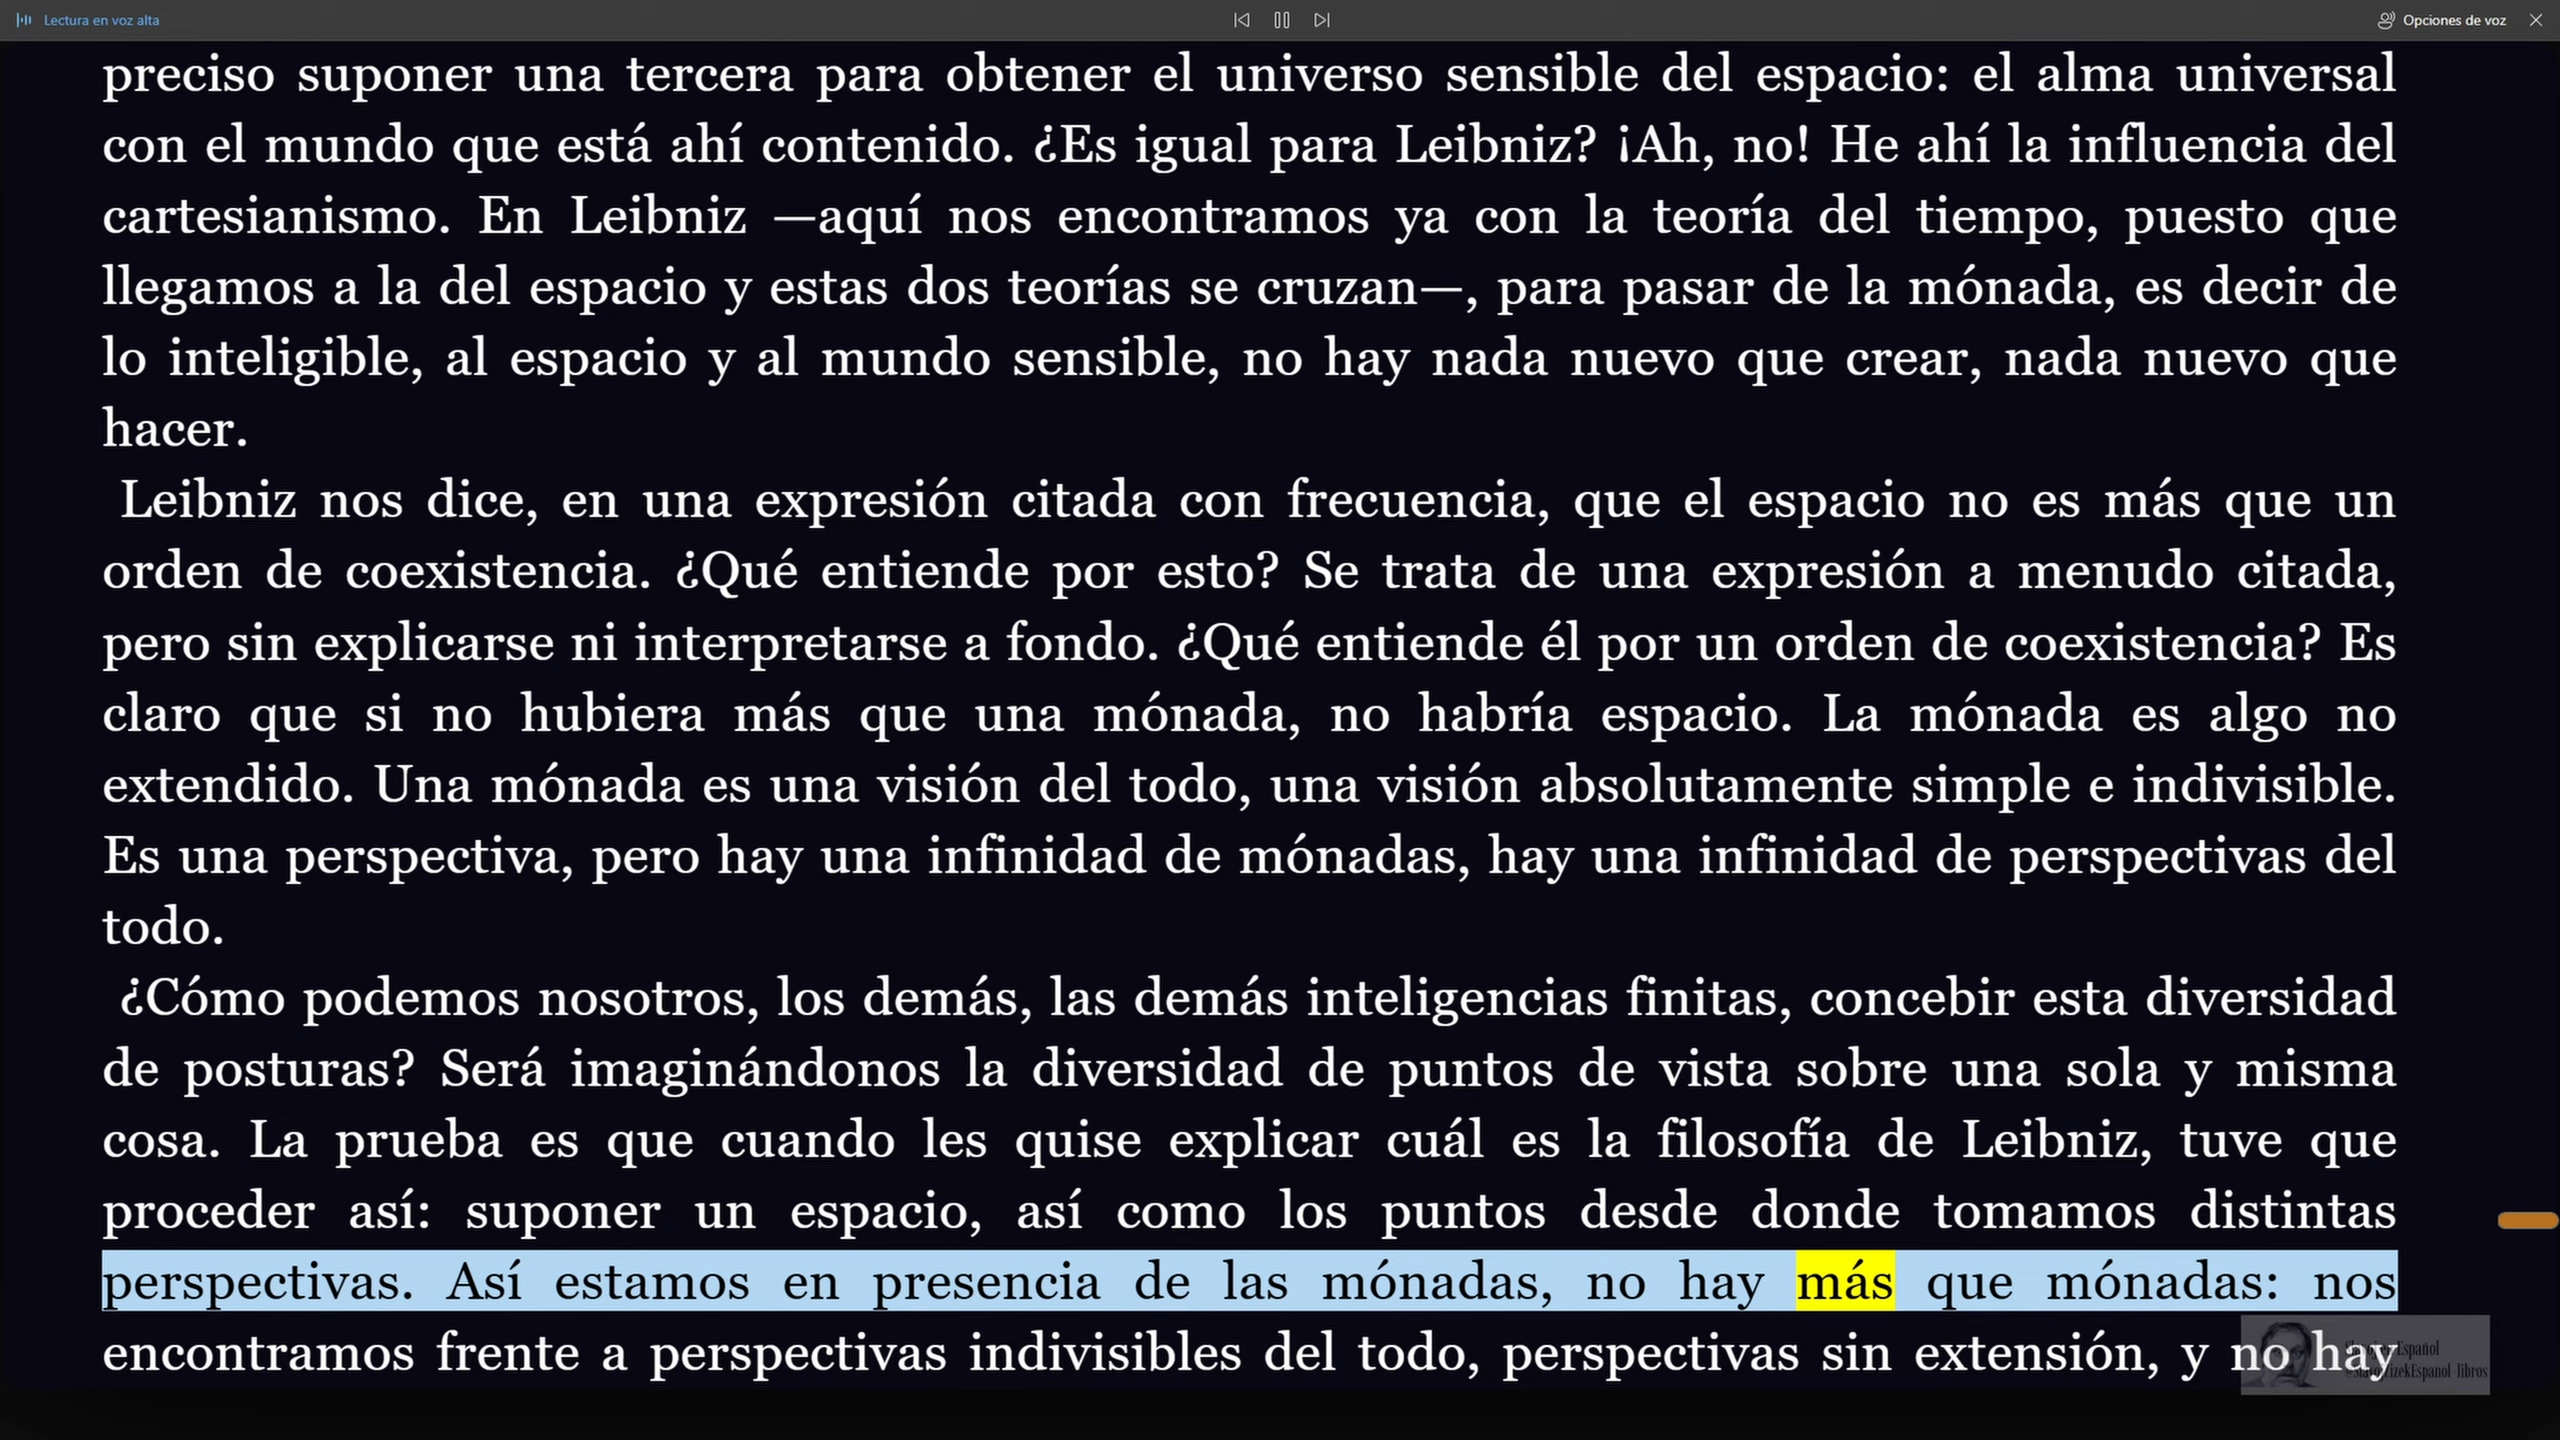 Lectura en voz alta
Opciones de voz
preciso suponer una tercera para obtener el universo sensible del espacio: el alma universal
con el mundo que está ahí contenido. ¿Es igual para Leibniz? ¡Ah, no! He ahí la influencia del
cartesianismo. En Leibniz —aquí nos encontramos ya con la teoría del tiempo, puesto que
llegamos a la del espacio y estas dos teorías se cruzan—, para pasar de la mónada, es decir de
lo inteligible, al espacio y al mundo sensible, no hay nada nuevo que crear, nada nuevo que
hacer.
Leibniz nos dice, en una expresión citada con frecuencia, que el espacio no es más que un
orden de coexistencia. ¿Qué entiende por esto? Se trata de una expresión a menudo citada,
pero sin explicarse ni interpretarse a fondo. ¿Qué entiende él por un orden de coexistencia? Es
claro que si no hubiera más que una mónada, no habría espacio. La mónada es algo no
extendido. Una mónada es una visión del todo, una visión absolutamente simple e indivisible.
Es una perspectiva, pero hay una infinidad de mónadas, hay una infinidad de perspectivas del
todo.
¿Cómo podemos nosotros, los demás, las demás inteligencias finitas, concebir esta diversidad
de posturas? Será imaginándonos la diversidad de puntos de vista sobre una sola y misma
cosa. La prueba es que cuando les quise explicar cuál es la filosofía de Leibniz, tuve que
proceder así: suponer un espacio, así como los puntos desde donde tomamos distintas
perspectivas. Así estamos en presencia de las mónadas, no hay más que mónadas: nos
encontramos frente a perspectivas indivisibles del todo, perspectivas sin extensión, y no hay
Español